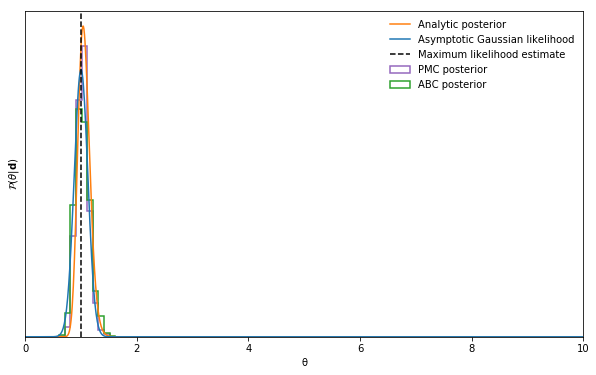 Analytic posterior
Asymptotic Gaussian likelihood
Maximum likelihood estimate
PMC posterior
ABC posterior
𝒫(θ|𝐝)
0 2 4 6 8 10
θ